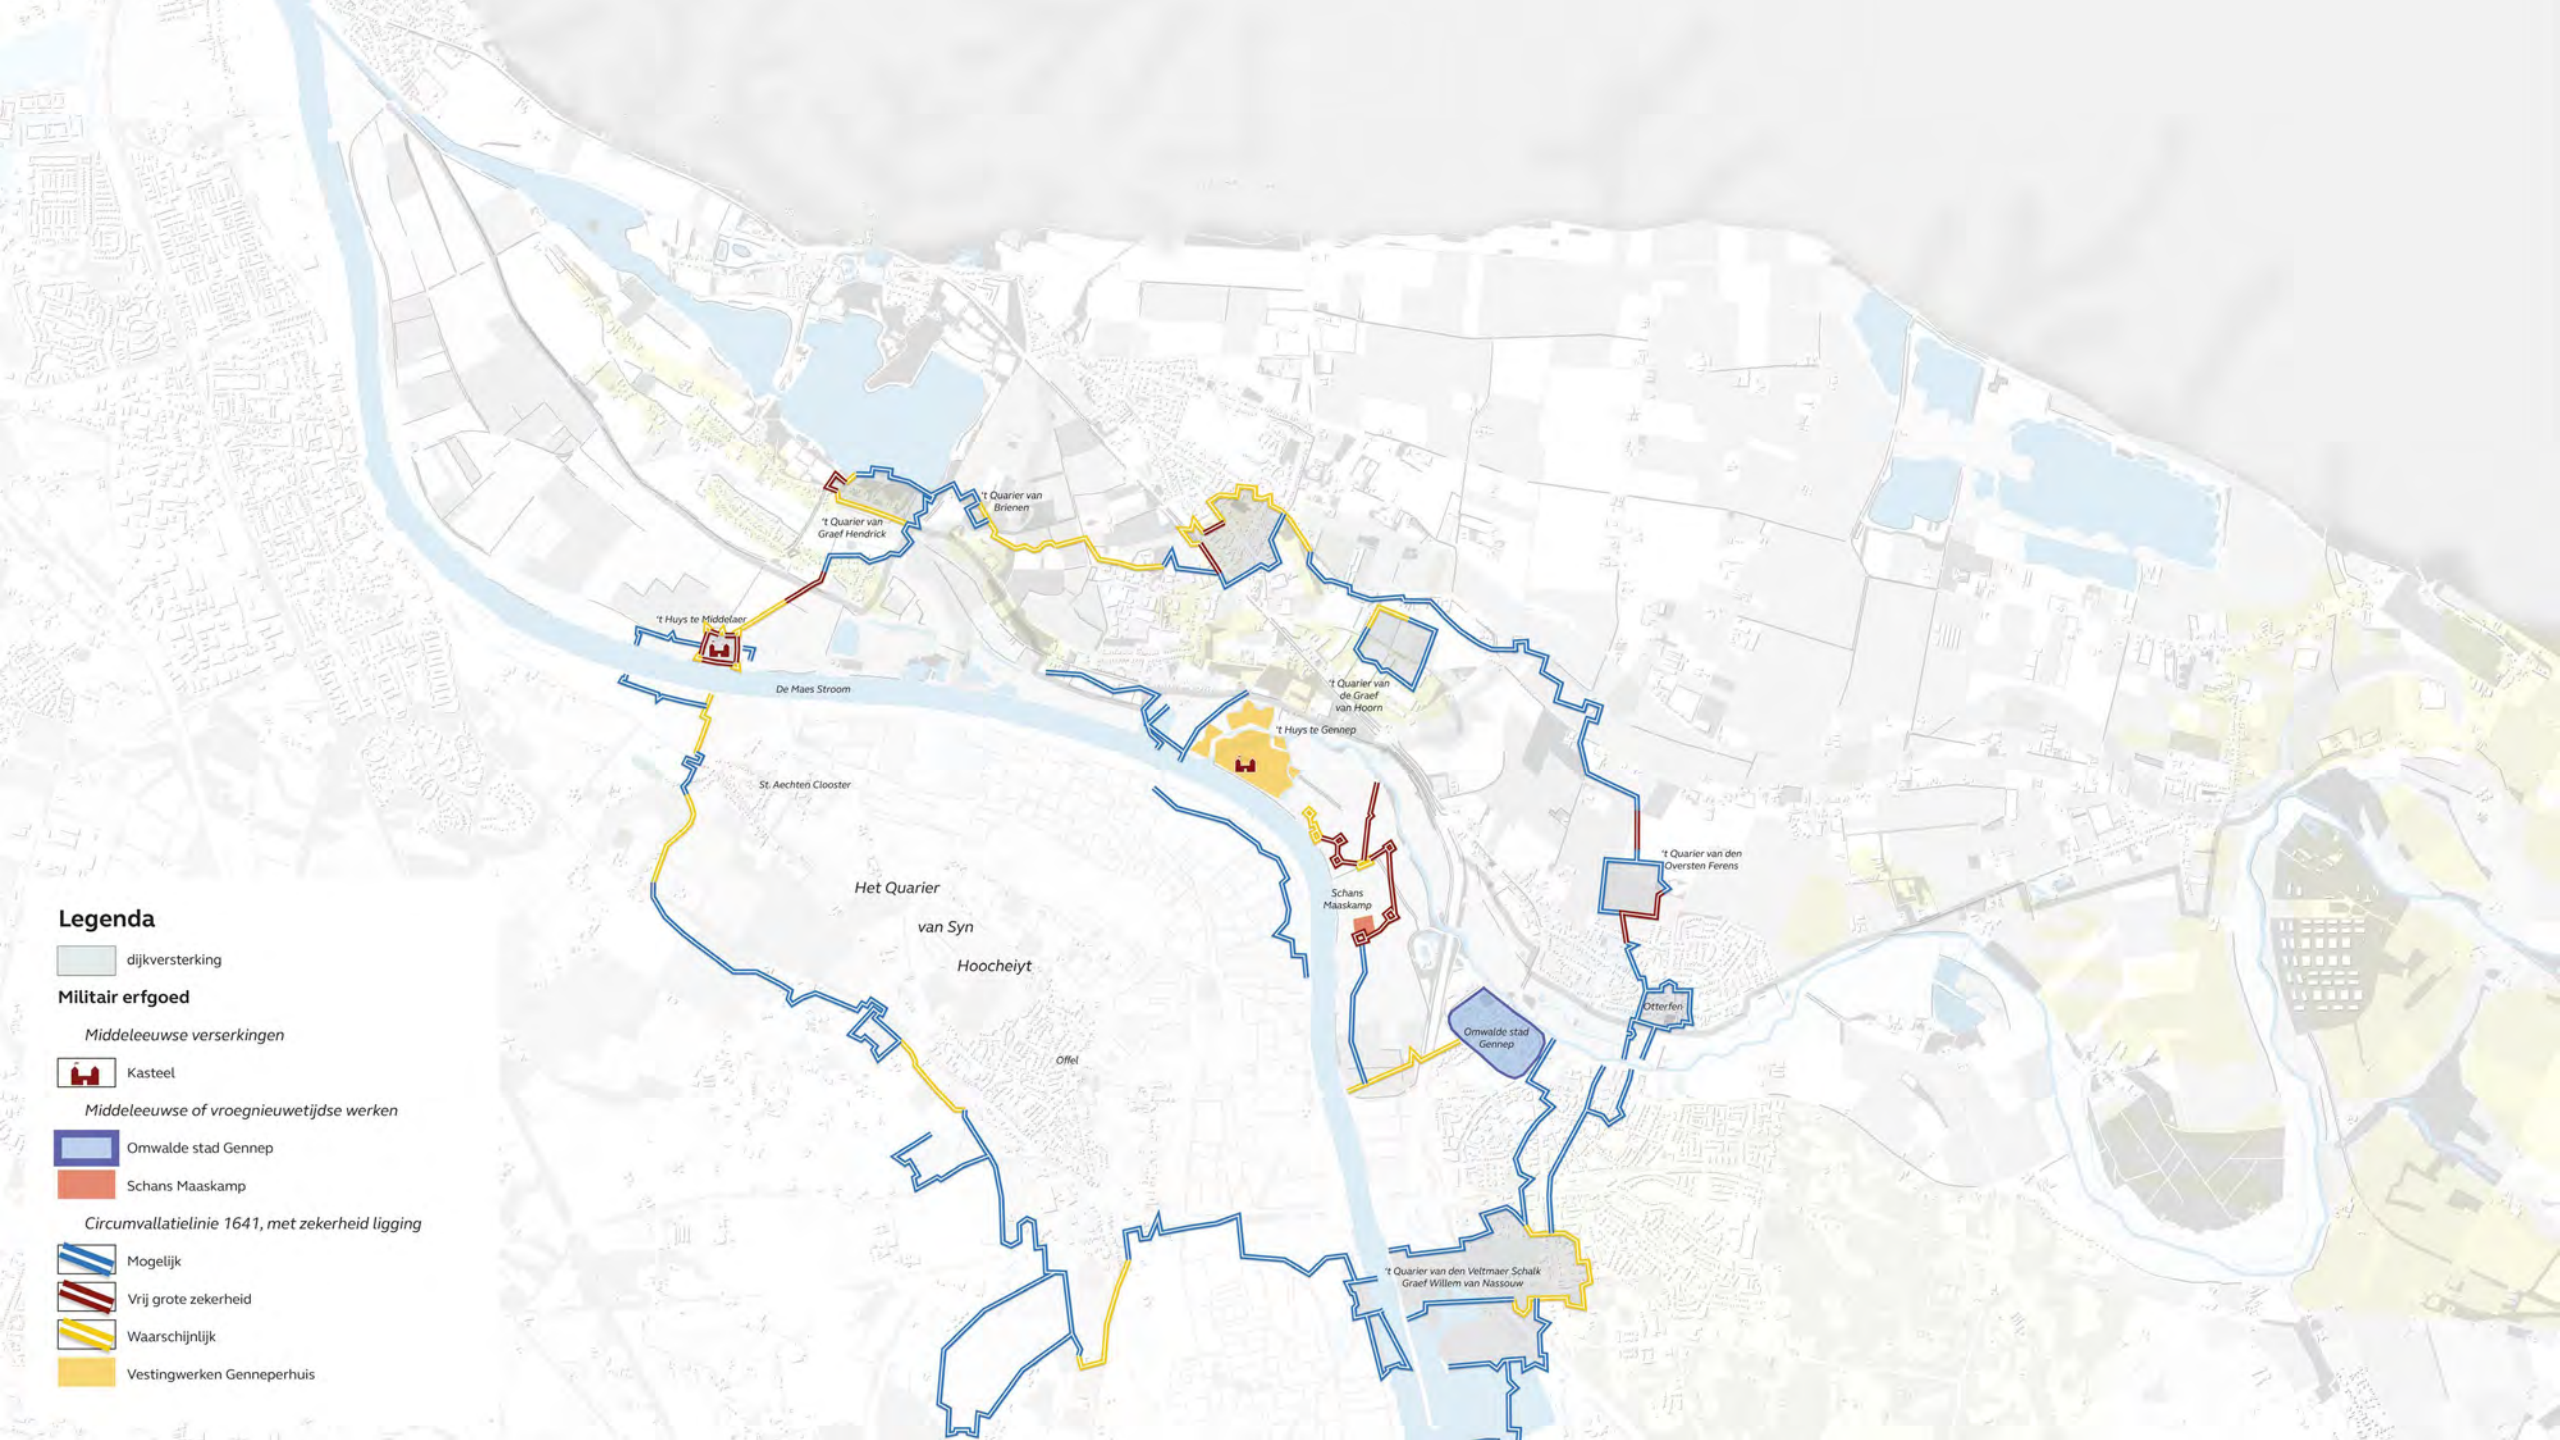 't Quarier van
Brienen
't Quarier van
Graef Hendrick
't Huys te Middelaer
De Maes Stroom
't Quarier van
de Graef
van Hoorn
't Huys te Gennep
St. Aechten Clooster
't Quarier van den
Oversten Ferens
Het Quarier
van Syn
Hoocheiyt
Schans
Maaskamp
Otterfen
Omwalde stad
Gennep
Offel
't Quarier van den Veltmaer Schalk
Graef Willem van Nassouw
Legenda
dijkversterking
Militair erfgoed
Middeleeuwse verserkingen
Kasteel
Middeleeuwse of vroegnieuwetijdse werken
Omwalde stad Gennep
Schans Maaskamp
Circumvallatielinie 1641, met zekerheid ligging
Mogelijk
Vrij grote zekerheid
Waarschijnlijk
Vestingwerken Genneperhuis